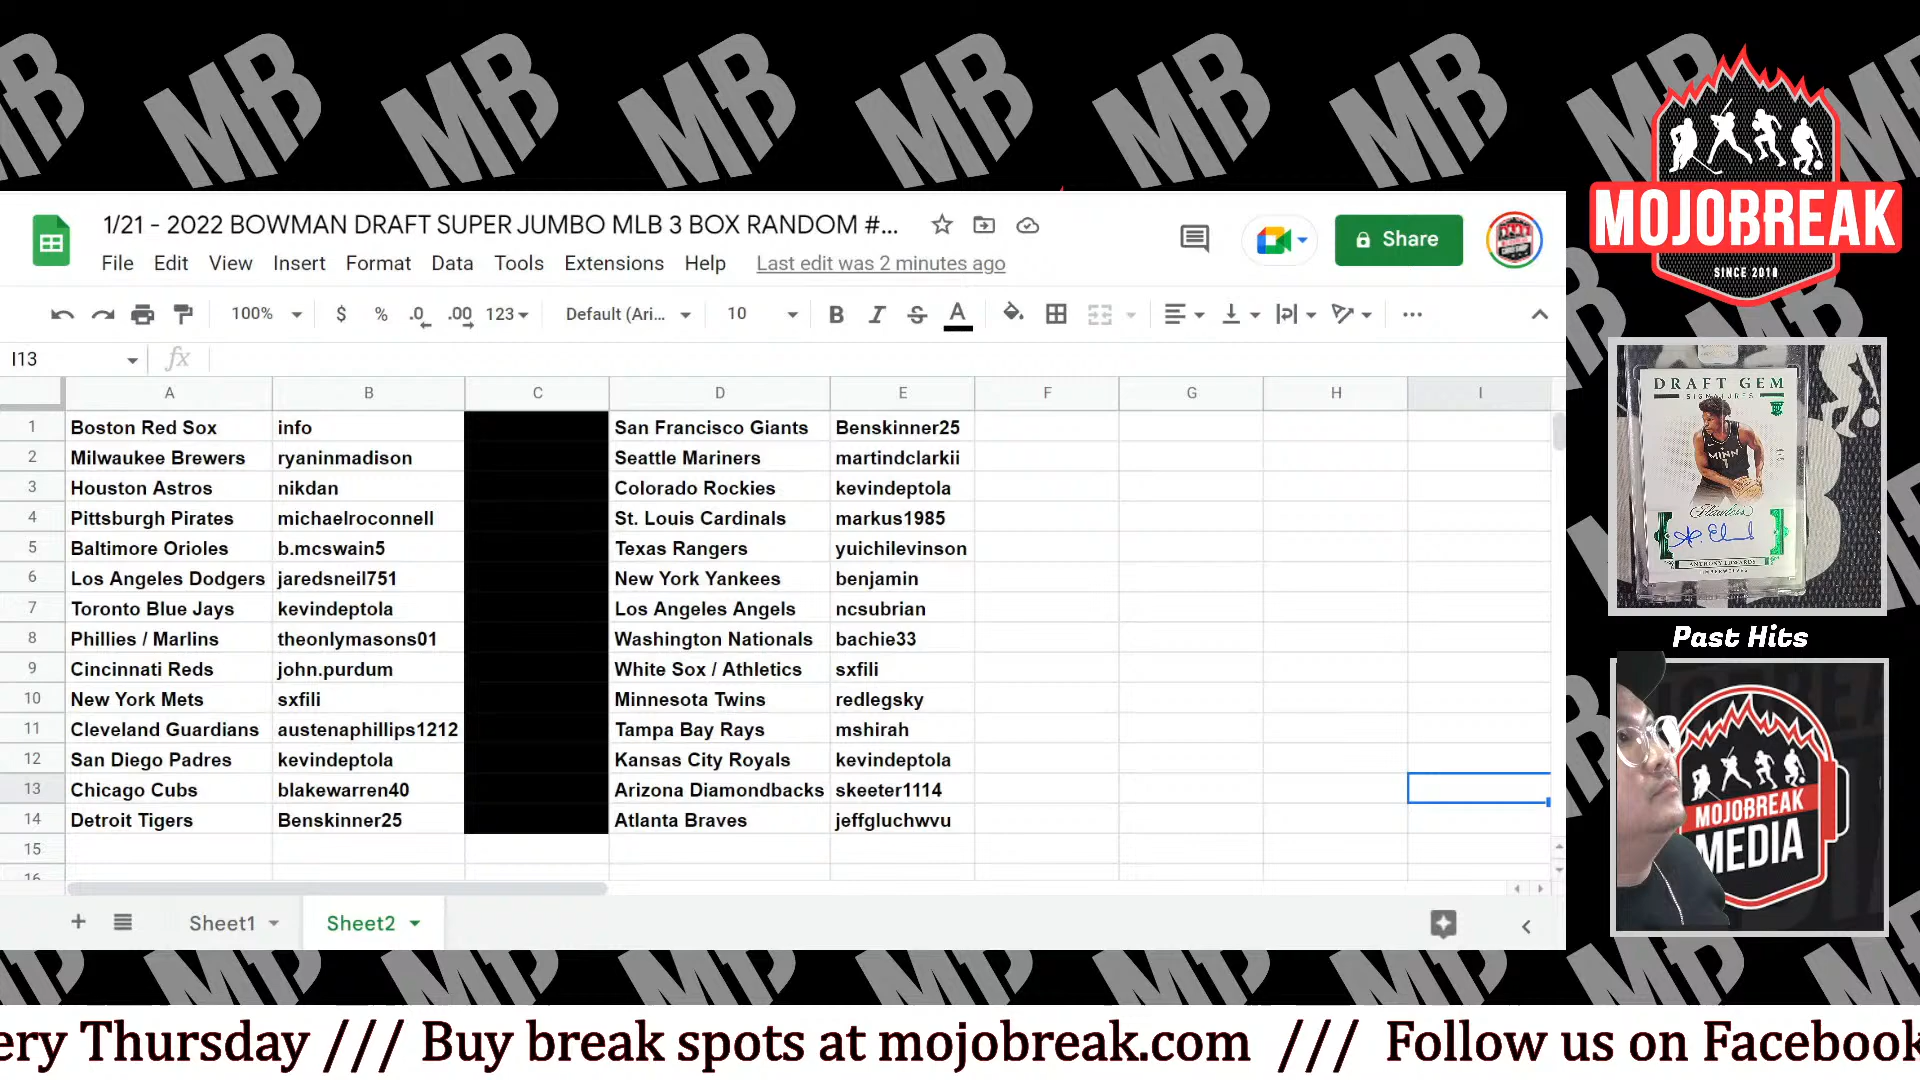 1/21 - 2022 BOWMAN DRAFT SUPER JUMBO MLB 3 BOX RANDOM #...
File Edit View Insert Format Data Tools Extensions Help Last edit was 2 minutes ago
Share
100% $ % .0 .00 123 Default (Ari... 10 B I S A
I13 fx
A B C D E F G H I
1 Boston Red Sox info San Francisco Giants Benskinner25
2 Milwaukee Brewers ryaninmadison Seattle Mariners martindclarkii
3 Houston Astros nikdan Colorado Rockies kevindeptola
4 Pittsburgh Pirates michaelroconnell St. Louis Cardinals markus1985
5 Baltimore Orioles b.mcswain5 Texas Rangers yuichilevinson
6 Los Angeles Dodgers jaredsneil751 New York Yankees benjamin
7 Toronto Blue Jays kevindeptola Los Angeles Angels ncsubrian
8 Phillies / Marlins theonlymasons01 Washington Nationals bachie33
9 Cincinnati Reds john.purdum White Sox / Athletics sxfili
10 New York Mets sxfili Minnesota Twins redlegsky
11 Cleveland Guardians austenaphillips1212 Tampa Bay Rays mshirah
12 San Diego Padres kevindeptola Kansas City Royals kevindeptola
13 Chicago Cubs blakewarren40 Arizona Diamondbacks skeeter1114
14 Detroit Tigers Benskinner25 Atlanta Braves jeffgluchwvu
15
16
Sheet1 Sheet2
MOJOBREAK
SINCE 2018
DRAFT GEM
SIGNATURES
MINN
1
Flawless
ANTHONY EDWARDS
Past Hits
MOJOBREAK
MEDIA
ery Thursday /// Buy break spots at mojobreak.com /// Follow us on Facebook